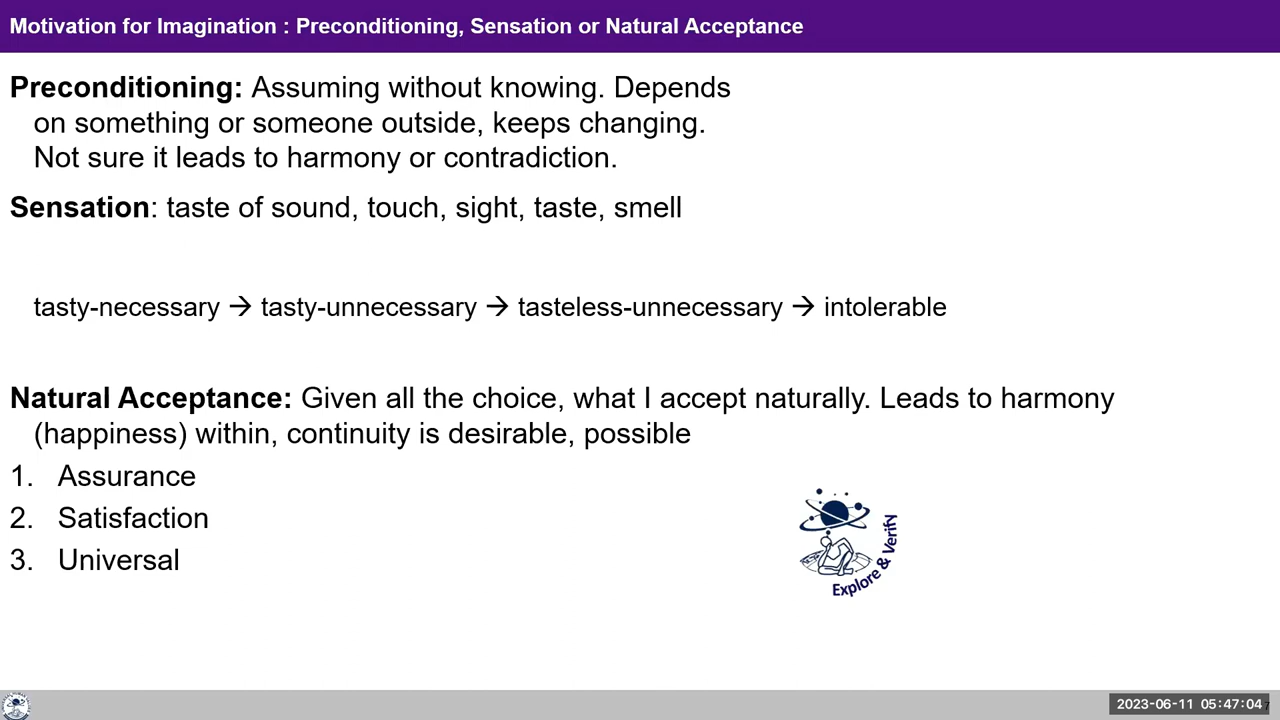 Motivation for Imagination : Preconditioning, Sensation or Natural Acceptance
Preconditioning: Assuming without knowing. Depends
on something or someone outside, keeps changing.
Not sure it leads to harmony or contradiction.
Sensation: taste of sound, touch, sight, taste, smell
tasty-necessary → tasty-unnecessary → tasteless-unnecessary → intolerable
Natural Acceptance: Given all the choice, what I accept naturally. Leads to harmony
(happiness) within, continuity is desirable, possible
1. Assurance
2. Satisfaction
3. Universal
Explore & Verify
2023-06-11 05:47:04
7